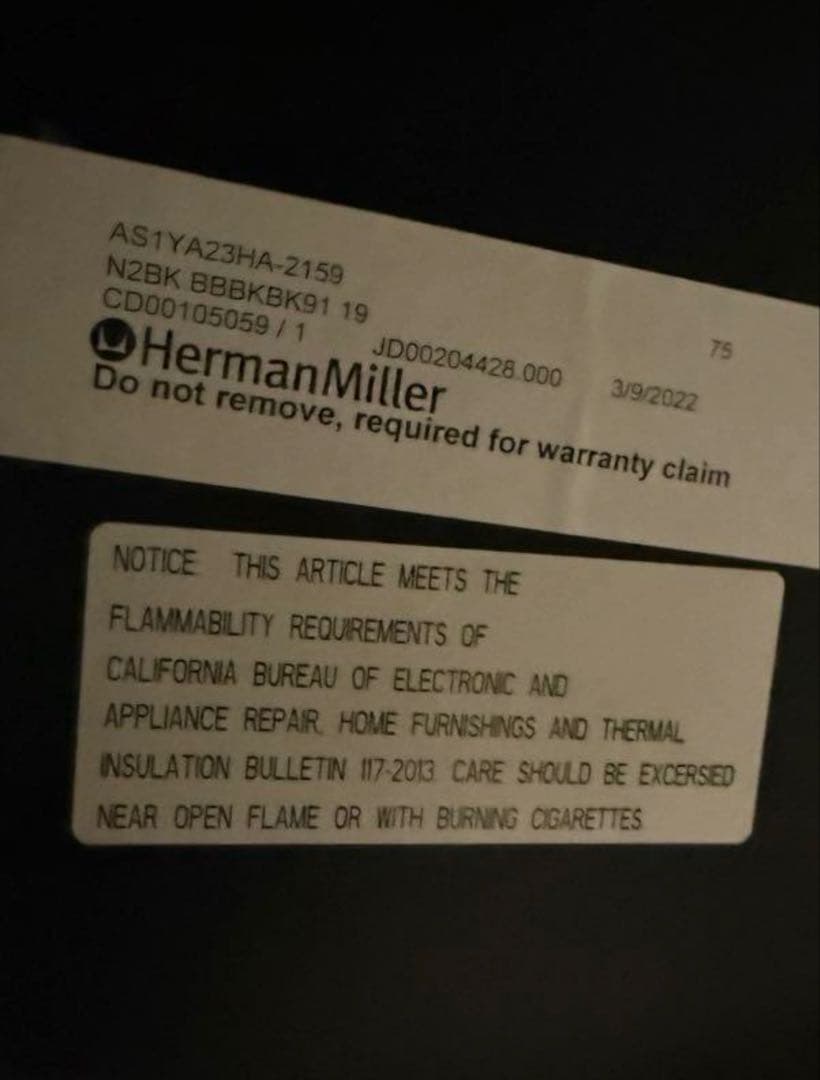 AS1YA23HA-2159
N2BK BBBKBK91 19
CD00105059 / 1 JD00204428.000 3/9/2022 75
HermanMiller
Do not remove, required for warranty claim
NOTICE THIS ARTICLE MEETS THE
FLAMMABILITY REQUIREMENTS OF
CALIFORNIA BUREAU OF ELECTRONIC AND
APPLIANCE REPAIR, HOME FURNISHINGS AND THERMAL
INSULATION BULLETIN 117-2013. CARE SHOULD BE EXCERSIED
NEAR OPEN FLAME OR WITH BURNING CIGARETTES